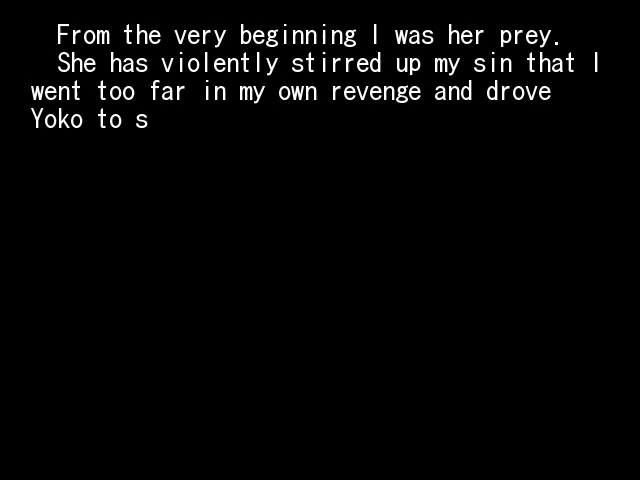 From the very beginning I was her prey.
She has violently stirred up my sin that I
went too far in my own revenge and drove
Yoko to s